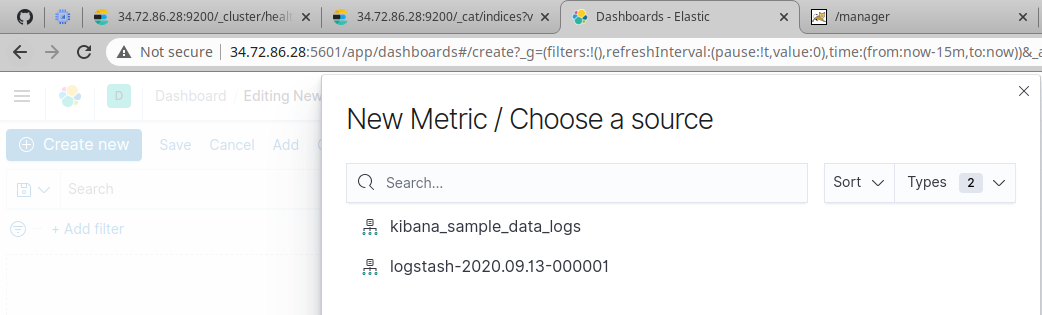 34.72.86.28:9200/_cluster/heal
34.72.86.28:9200/_cat/indices?v
Dashboards - Elastic
/manager
Not secure 34.72.86.28:5601/app/dashboards#/create?_g=(filters:!(),refreshInterval:(pause:!t,value:0),time:(from:now-15m,to:now))&_a
D
Dashboard / Editing New
New Metric / Choose a source
Create new Save Cancel Add
Search
Search...
Sort
Types 2
+ Add filter
kibana_sample_data_logs
logstash-2020.09.13-000001